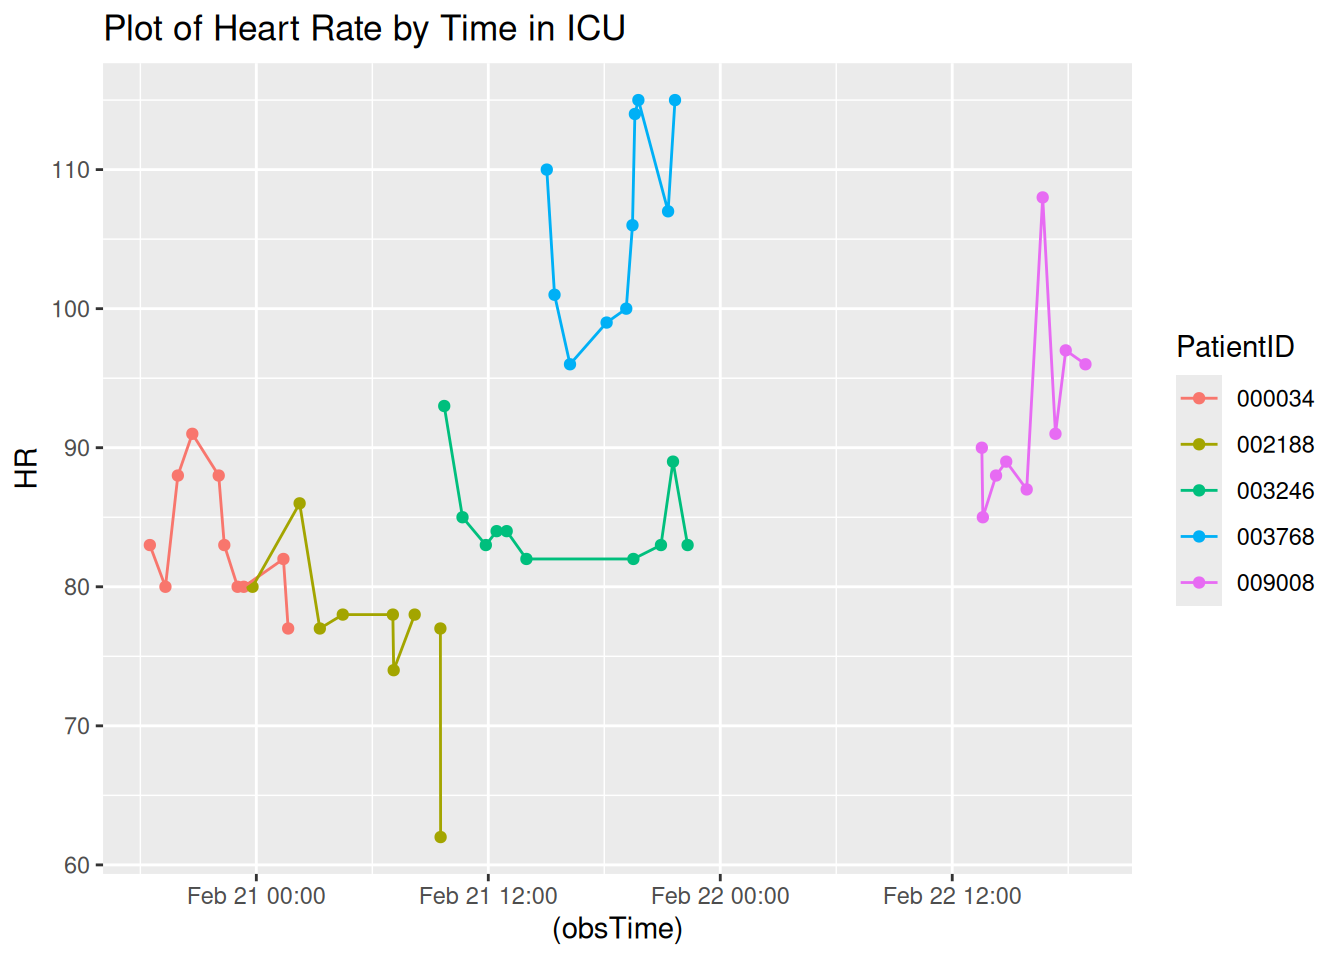 Plot of Heart Rate by Time in ICU
110
100
90
80
70
60
HR
Feb 21 00:00
Feb 21 12:00
Feb 22 00:00
Feb 22 12:00
(obsTime)
PatientID
000034
002188
003246
003768
009008